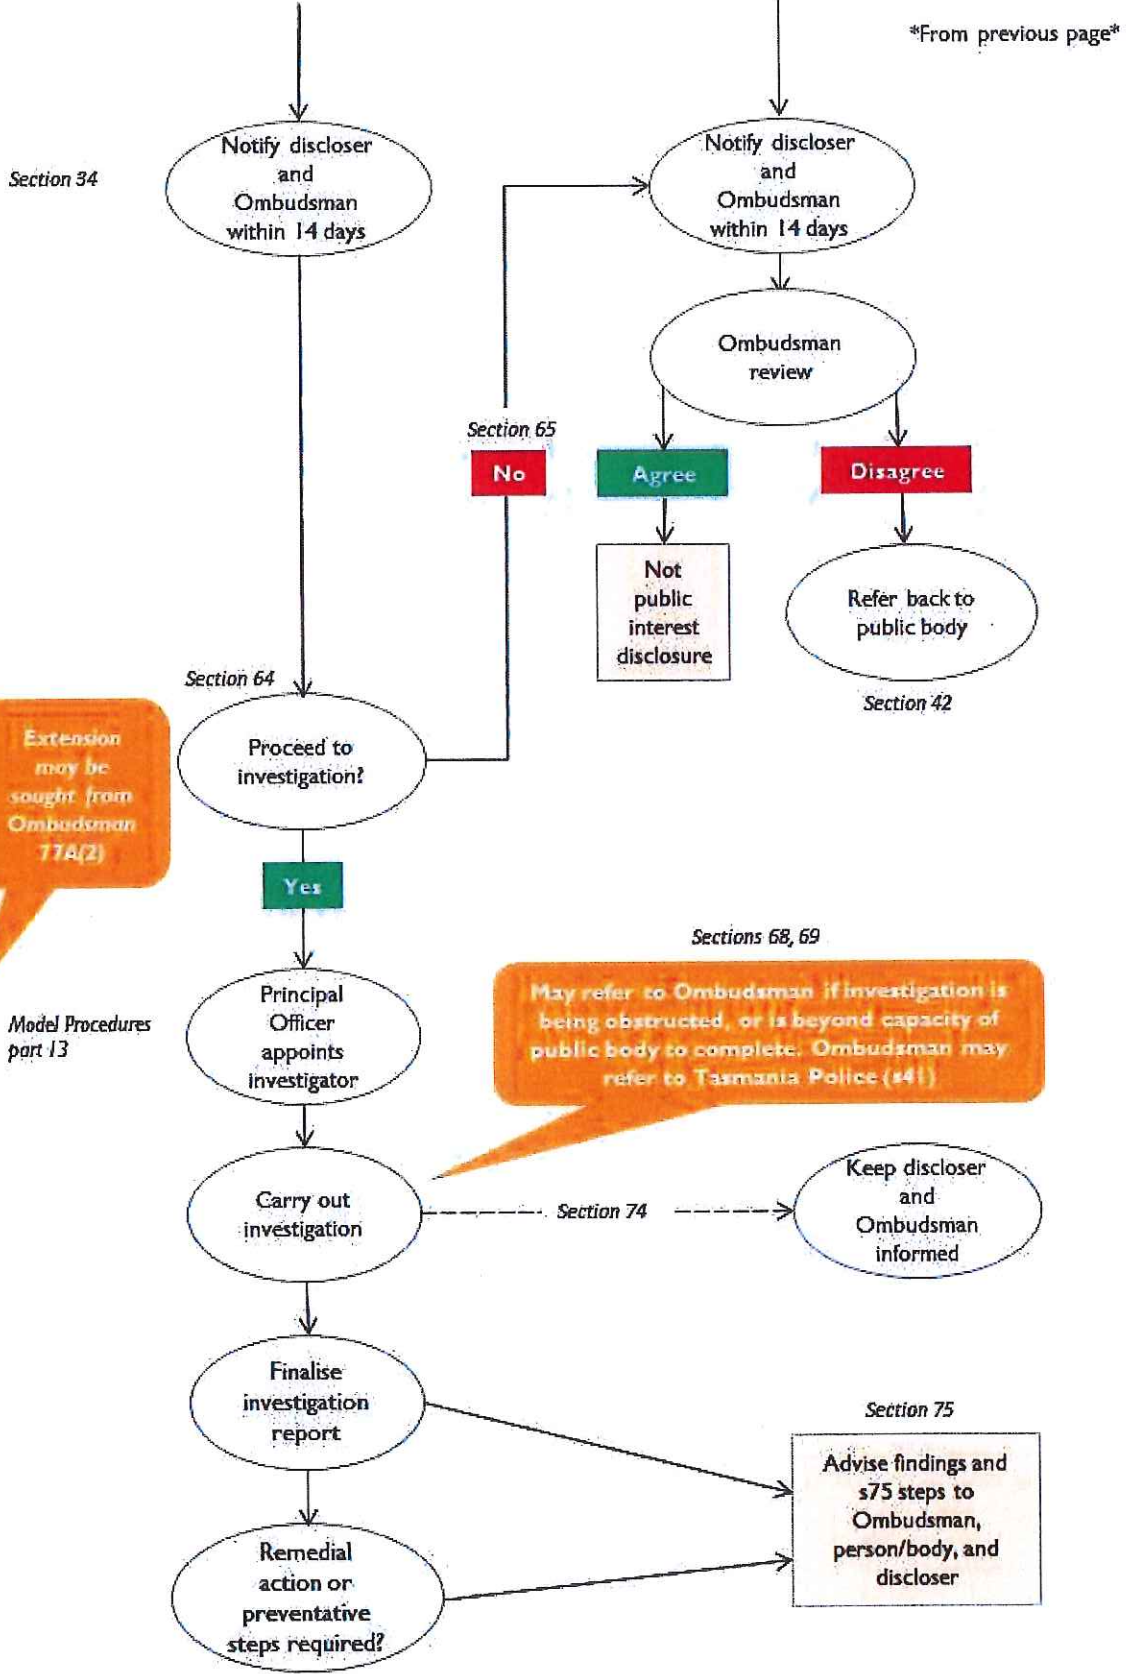 *From previous page*
Section 34
Notify discloser
and
Ombudsman
within 14 days
Notify discloser
and
Ombudsman
within 14 days
Ombudsman
review
Section 65
No
Agree
Disagree
Not
public
interest
disclosure
Refer back to
public body
Section 42
Section 64
Proceed to
investigation?
Extension
may be
sought from
Ombudsman
77A(2)
Yes
Sections 68, 69
May refer to Ombudsman if investigation is
being obstructed, or is beyond capacity of
public body to complete. Ombudsman may
refer to Tasmania Police (s41)
Model Procedures
part 13
Principal
Officer
appoints
investigator
Carry out
investigation
Section 74
Keep discloser
and
Ombudsman
informed
Finalise
investigation
report
Section 75
Advise findings and
s75 steps to
Ombudsman,
person/body, and
discloser
Remedial
action or
preventative
steps required?